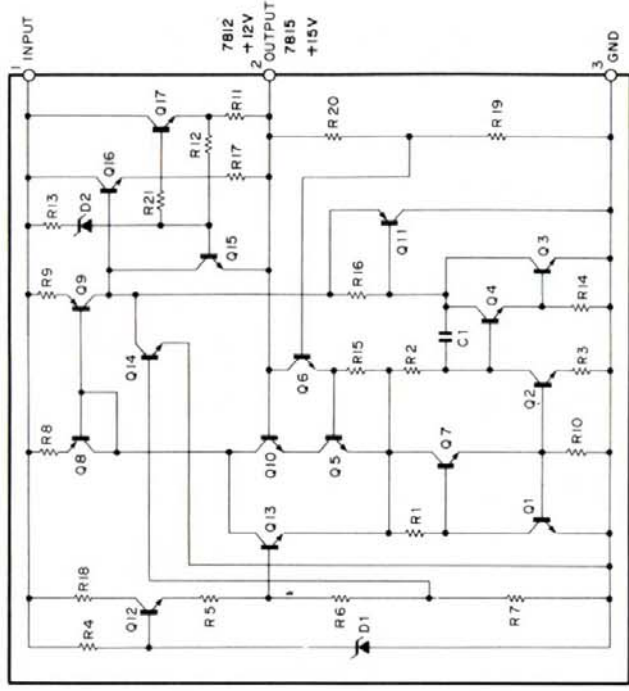 1 INPUT
7812
+12V
2 OUTPUT
7815
+15V
3 GND
R4
R18
R8
R9
R13
D2
Q16
Q17
Q12
Q8
Q9
Q14
R21
R12
R11
R17
Q15
R5
Q13
Q10
Q6
R20
R6
D1
Q5
R15
R16
Q11
R19
R1
R2
C1
Q7
Q4
Q3
R7
Q1
Q2
R10
R3
R14